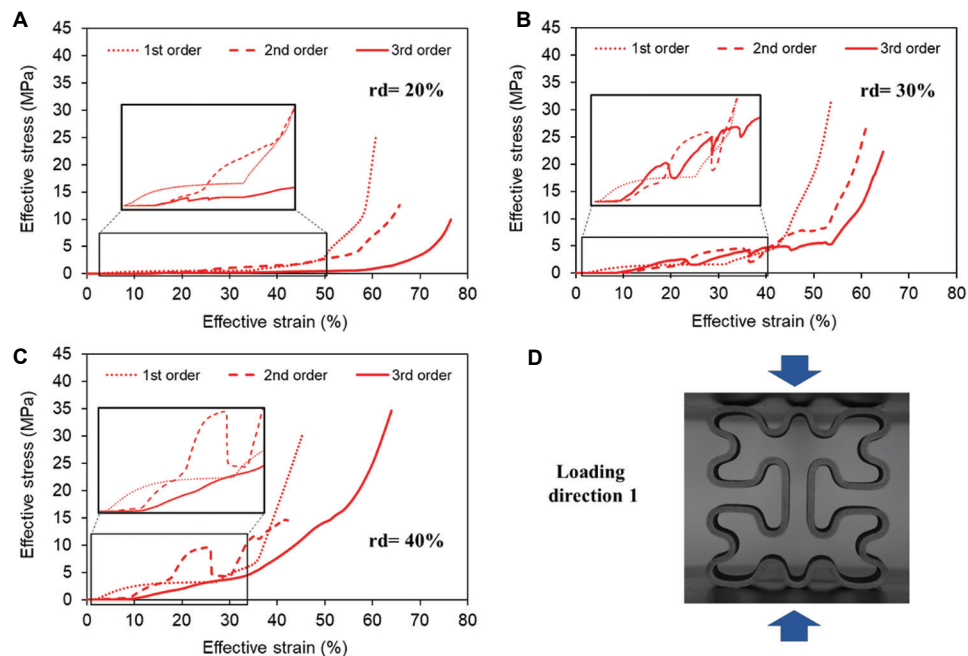 A
1st order 2nd order 3rd order
rd= 20%
Effective stress (MPa)
45
40
35
30
25
20
15
10
5
0
0 10 20 30 40 50 60 70 80
Effective strain (%)
B
1st order 2nd order 3rd order
rd= 30%
Effective stress (MPa)
45
40
35
30
25
20
15
10
5
0
0 10 20 30 40 50 60 70 80
Effective strain (%)
C
1st order 2nd order 3rd order
rd= 40%
Effective stress (MPa)
45
40
35
30
25
20
15
10
5
0
0 10 20 30 40 50 60 70 80
Effective strain (%)
D
Loading
direction 1